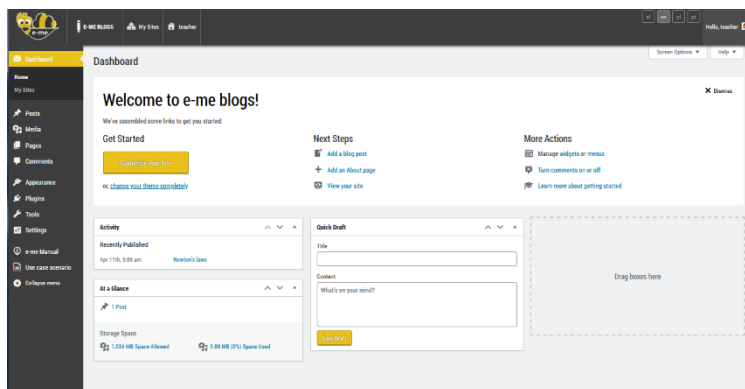 e-me
E-ME BLOGS
My Sites
teacher
el
en
pl
pt
Hello, teacher
Dashboard
Home
My Sites
Posts
Media
Pages
Comments
Appearance
Plugins
Tools
Settings
e-me Manual
Use case scenario
Collapse menu
Dashboard
Screen Options
Help
Welcome to e-me blogs!
Dismiss
We've assembled some links to get you started:
Get Started
Customize Your Site
or, change your theme completely
Next Steps
Add a blog post
Add an About page
View your site
More Actions
Manage widgets or menus
Turn comments on or off
Learn more about getting started
Activity
Recently Published
Apr 11th, 9:08 am Newton's laws
At a Glance
1 Post
Storage Space
1,024 MB Space Allowed
0.00 MB (0%) Space Used
Quick Draft
Title
Content
What's on your mind?
Save Draft
Drag boxes here